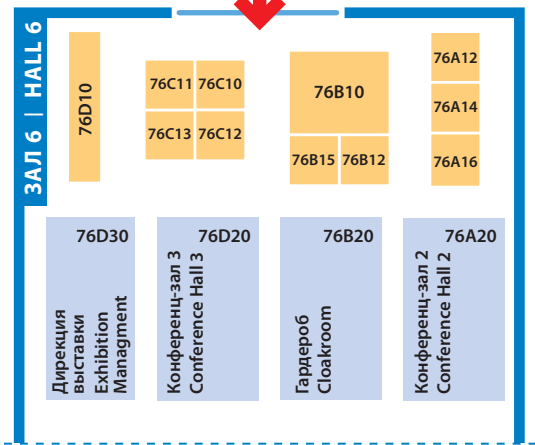 ЗАЛ 6 | HALL 6
76D10
76C11
76C10
76C13
76C12
76B10
76B15
76B12
76A12
76A14
76A16
76D30
Дирекция
выставки
Exhibition
Managment
76D20
Конференц-зал 3
Conference Hall 3
76B20
Гардероб
Cloakroom
76A20
Конференц-зал 2
Conference Hall 2